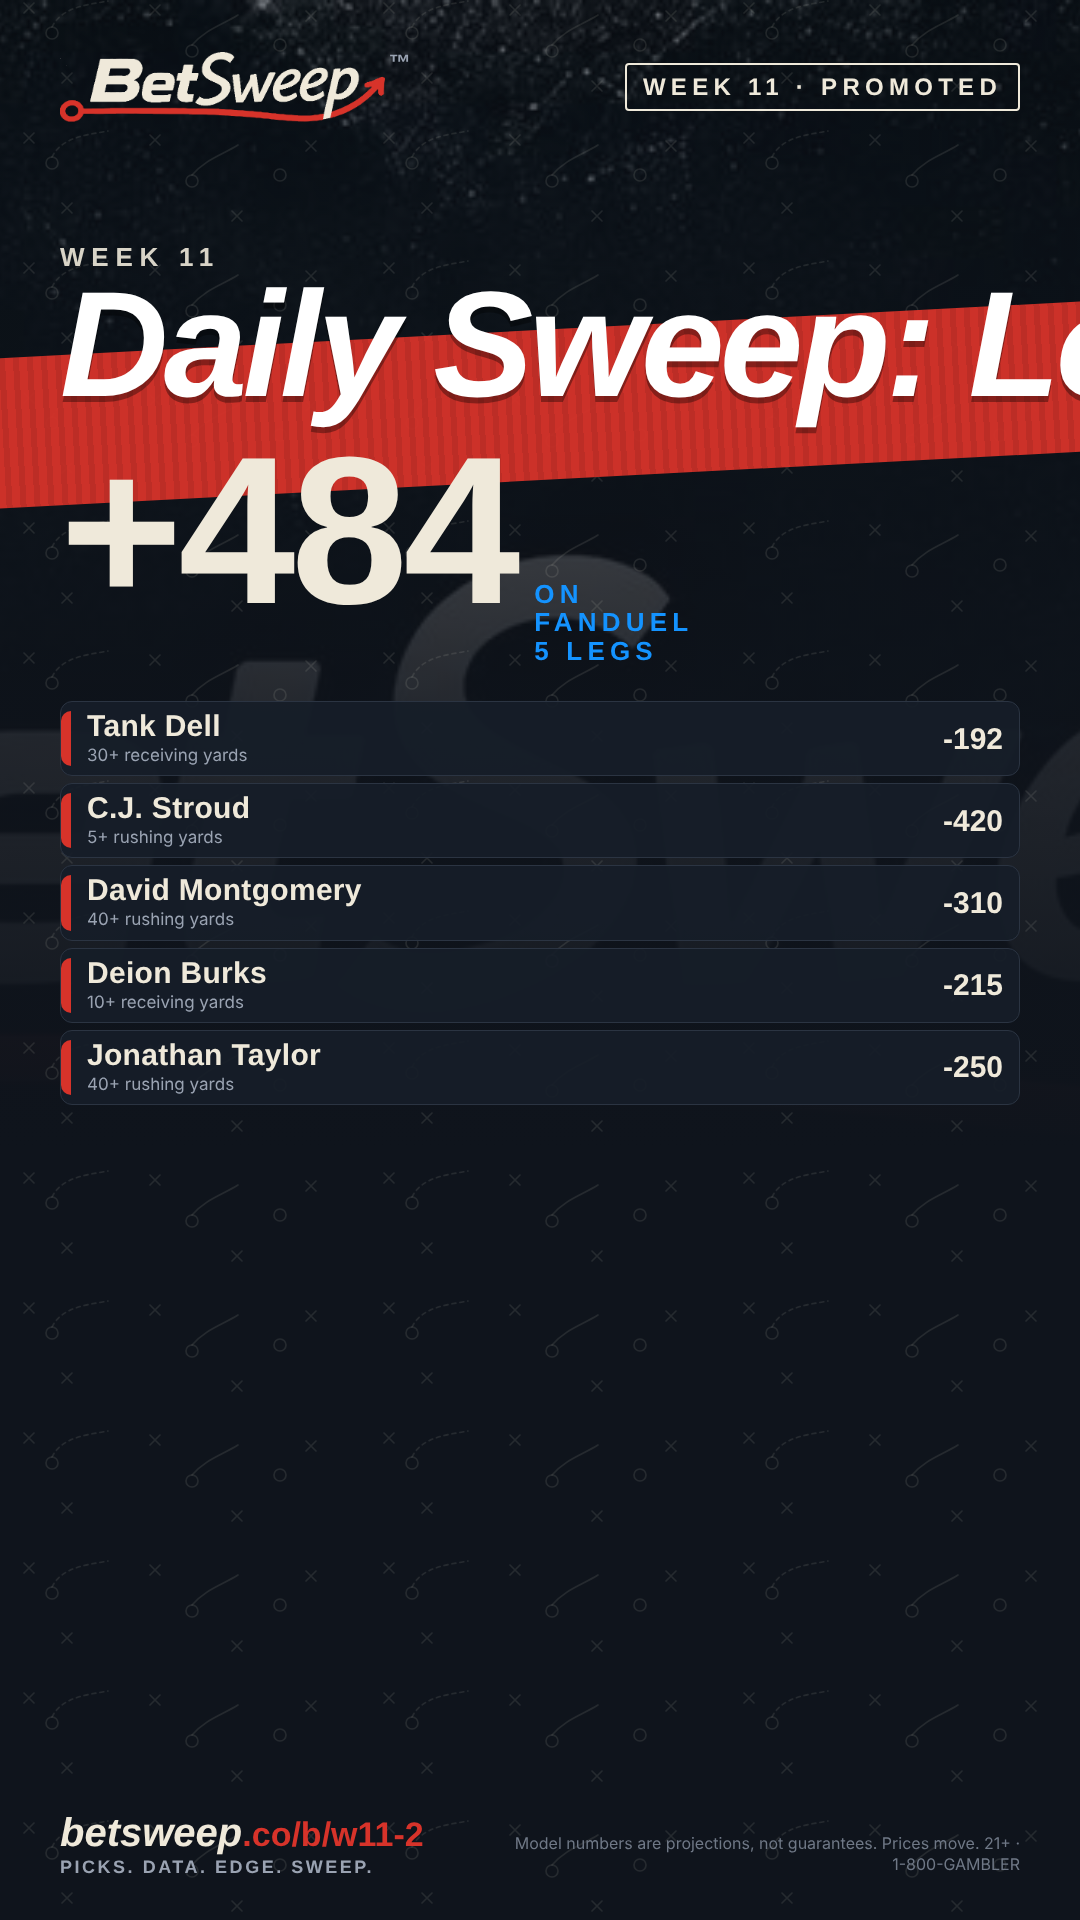 BetSweep™
WEEK 11 · PROMOTED
WEEK 11
Daily Sweep:
+484
ON
FANDUEL
5 LEGS
Tank Dell
30+ receiving yards
-192
C.J. Stroud
5+ rushing yards
-420
David Montgomery
40+ rushing yards
-310
Deion Burks
10+ receiving yards
-215
Jonathan Taylor
40+ rushing yards
-250
betsweep.co/b/w11-2
PICKS. DATA. EDGE. SWEEP.
Model numbers are projections, not guarantees. Prices move. 21+ ·
1-800-GAMBLER